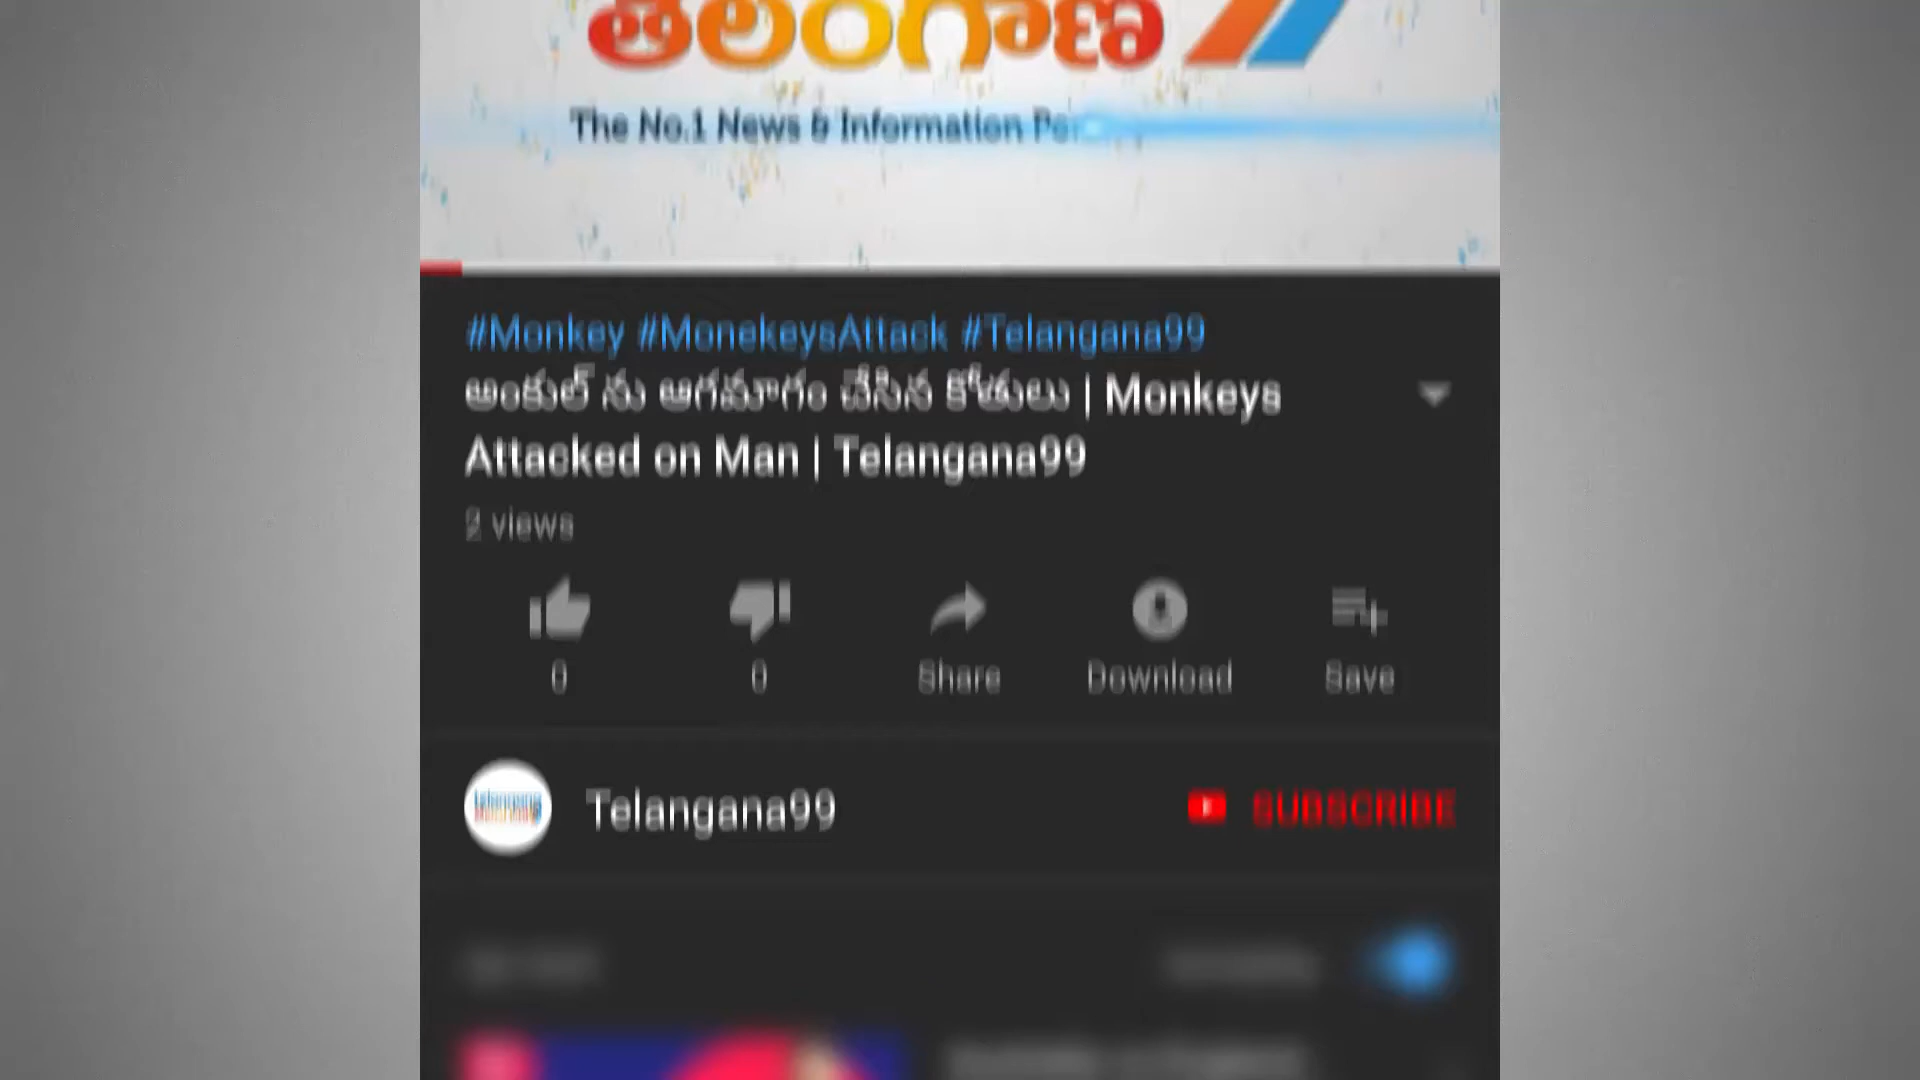 తెలంగాణ
The No.1 News & Information
#Monkey #MonekeysAttack #Telangana99
అంకుల్ ను ఆగమాగం చేసిన కోతులు | Monkeys
Attacked on Man | Telangana99
2 views
0 0 Share Download Save
Telangana99 SUBSCRIBE